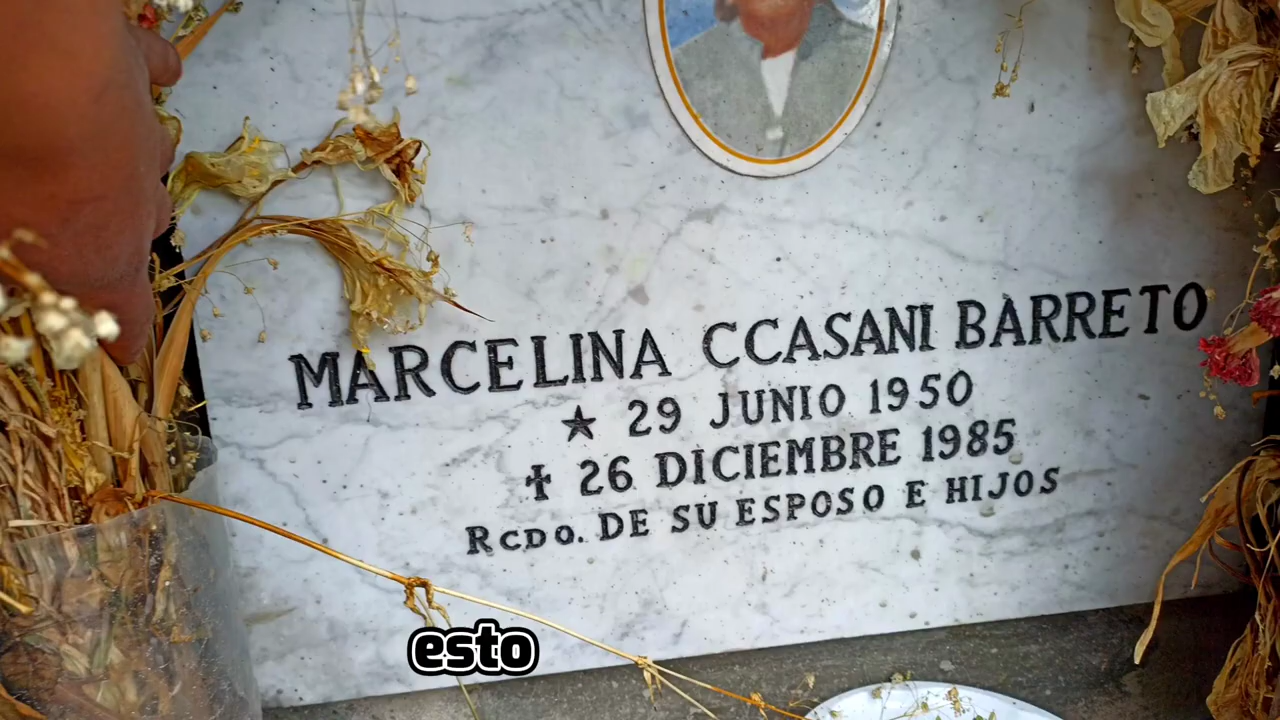 MARCELINA CCASANI BARRETO
★ 29 JUNIO 1950
✝ 26 DICIEMBRE 1985
RCDO. DE SU ESPOSO E HIJOS
esto